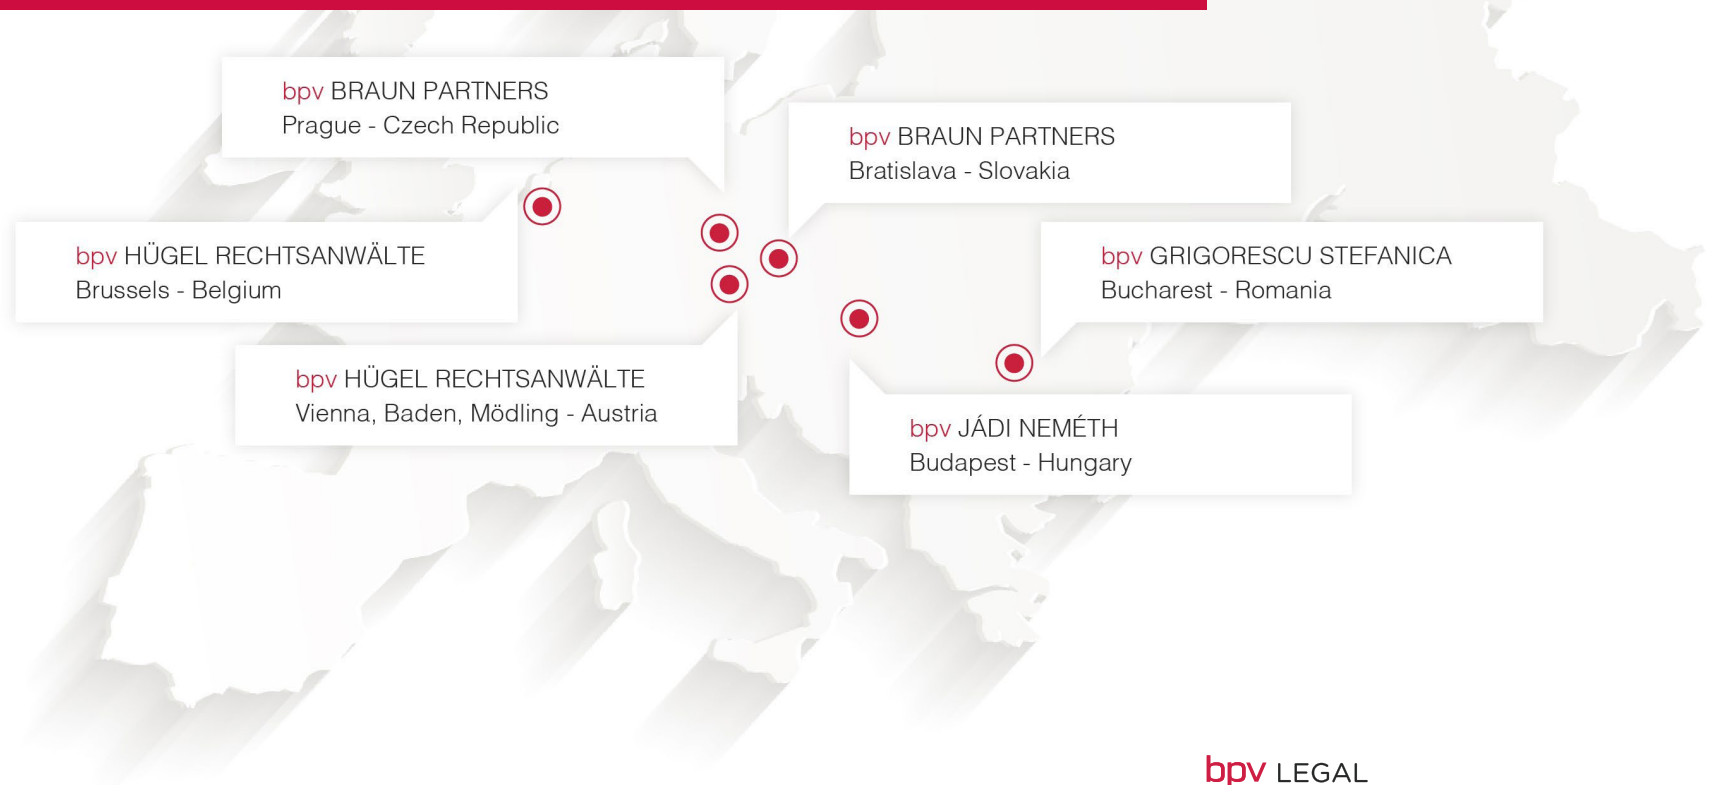 bpv BRAUN PARTNERS
Prague - Czech Republic
bpv BRAUN PARTNERS
Bratislava - Slovakia
bpv HÜGEL RECHTSANWÄLTE
Brussels - Belgium
bpv GRIGORESCU STEFANICA
Bucharest - Romania
bpv HÜGEL RECHTSANWÄLTE
Vienna, Baden, Mödling - Austria
bpv JÁDI NEMÉTH
Budapest - Hungary
bpv LEGAL